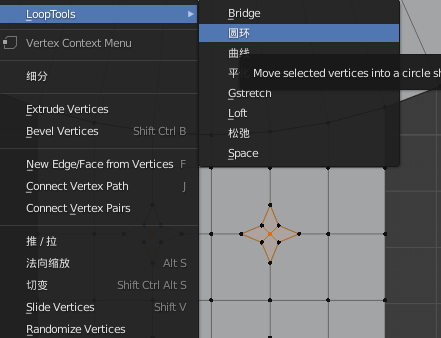 LoopTools
Vertex Context Menu
细分
Extrude Vertices
Bevel Vertices Shift Ctrl B
New Edge/Face from Vertices F
Connect Vertex Path J
Connect Vertex Pairs
推 / 拉
法向缩放 Alt S
切变 Shift Ctrl Alt S
Slide Vertices Shift V
Randomize Vertices
Bridge
圆环
曲线
平
Move selected vertices into a circle sh
Gstretch
Loft
松弛
Space